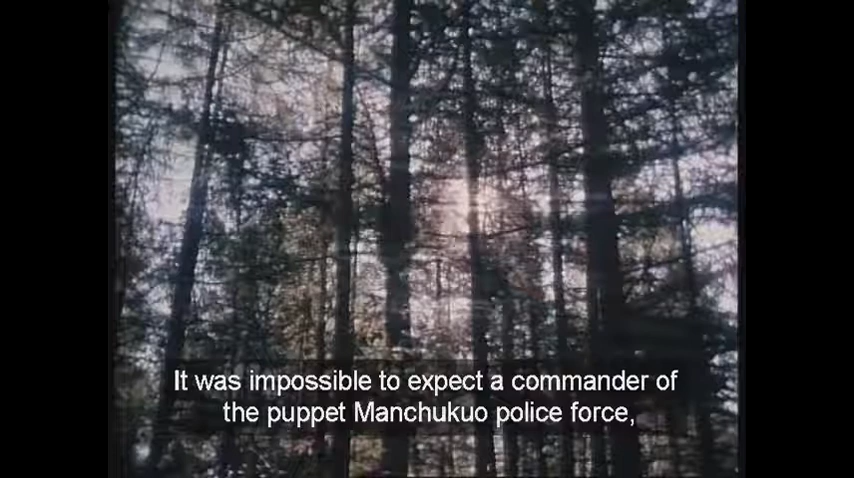 It was impossible to expect a commander of
the puppet Manchukuo police force,